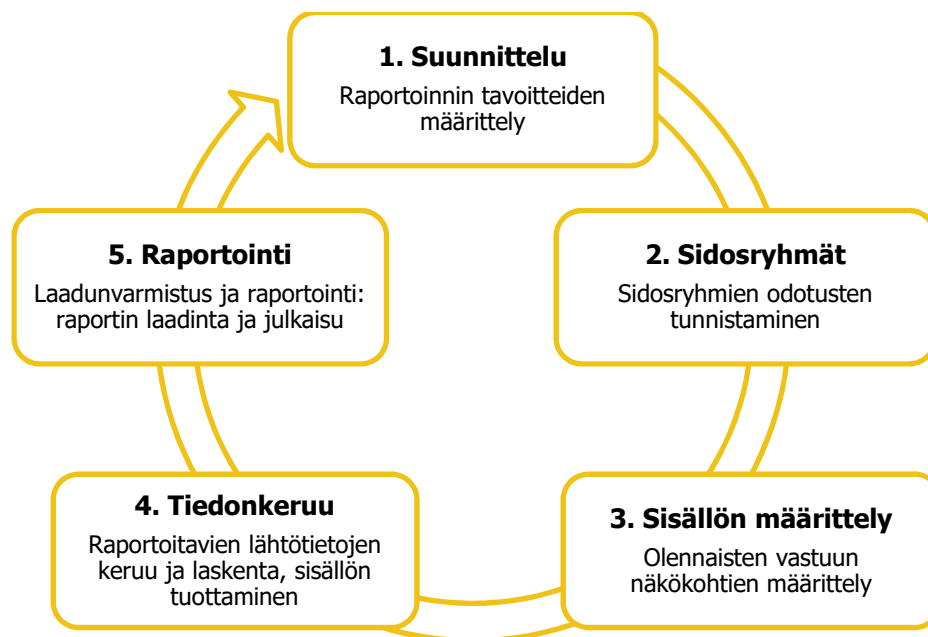 1. Suunnittelu
Raportoinnin tavoitteiden
määrittely
2. Sidosryhmät
Sidosryhmien odotusten
tunnistaminen
3. Sisällön määrittely
Olennaisten vastuun
näkökohtien määrittely
4. Tiedonkeruu
Raportoitavien lähtötietojen
keruu ja laskenta, sisällön
tuottaminen
5. Raportointi
Laadunvarmistus ja raportointi:
raportin laadinta ja julkaisu